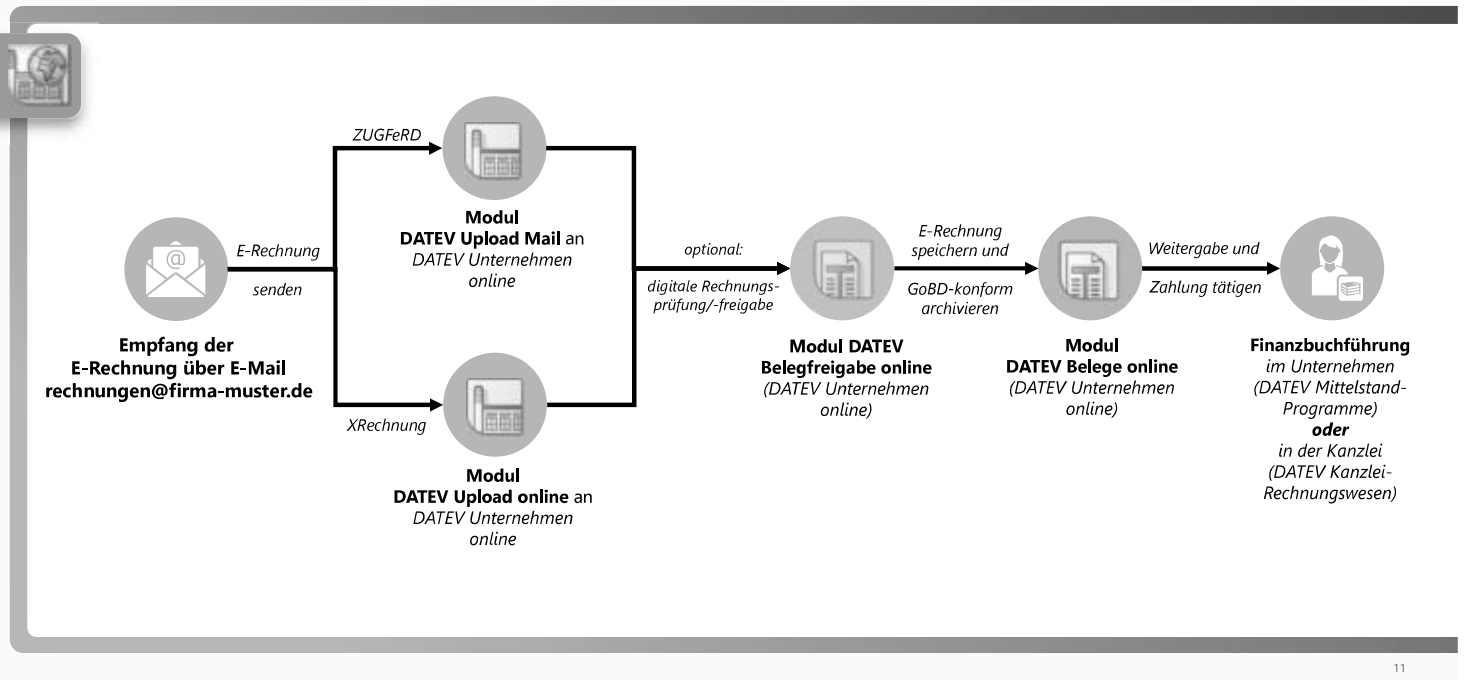 ZUGFeRD
Modul
DATEV Upload Mail an
DATEV Unternehmen
online
E-Rechnung
senden
Empfang der
E-Rechnung über E-Mail
rechnungen@firma-muster.de
XRechnung
Modul
DATEV Upload online an
DATEV Unternehmen
online
optional:
digitale Rechnungs-
prüfung/-freigabe
Modul DATEV
Belegfreigabe online
(DATEV Unternehmen
online)
E-Rechnung
speichern und
GoBD-konform
archivieren
Modul
DATEV Belege online
(DATEV Unternehmen
online)
Weitergabe und
Zahlung tätigen
Finanzbuchführung
im Unternehmen
(DATEV Mittelstand-
Programme)
oder
in der Kanzlei
(DATEV Kanzlei-
Rechnungswesen)
11